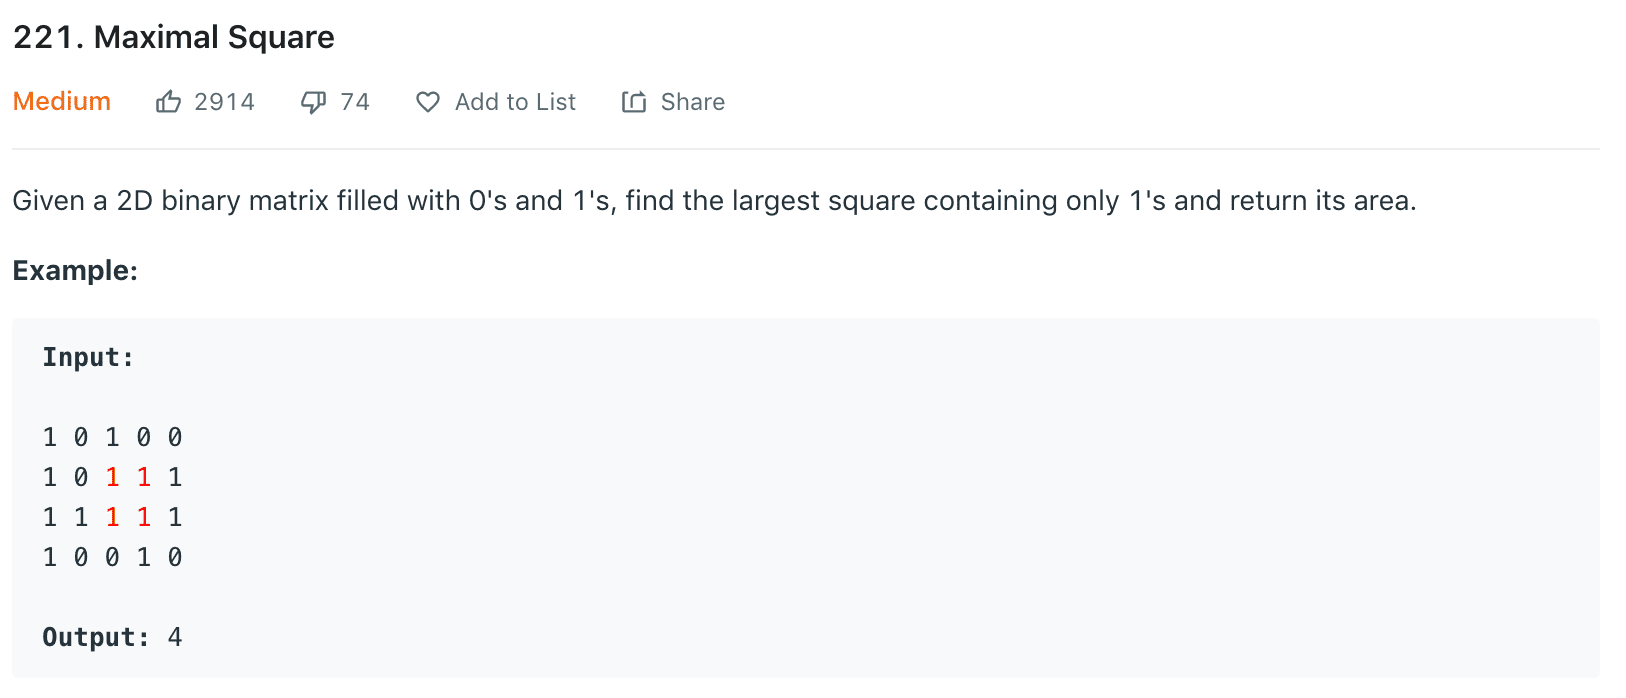 221. Maximal Square
Medium 2914 74 Add to List Share
Given a 2D binary matrix filled with 0's and 1's, find the largest square containing only 1's and return its area.
Example:
Input:
1 0 1 0 0
1 0 1 1 1
1 1 1 1 1
1 0 0 1 0
Output: 4